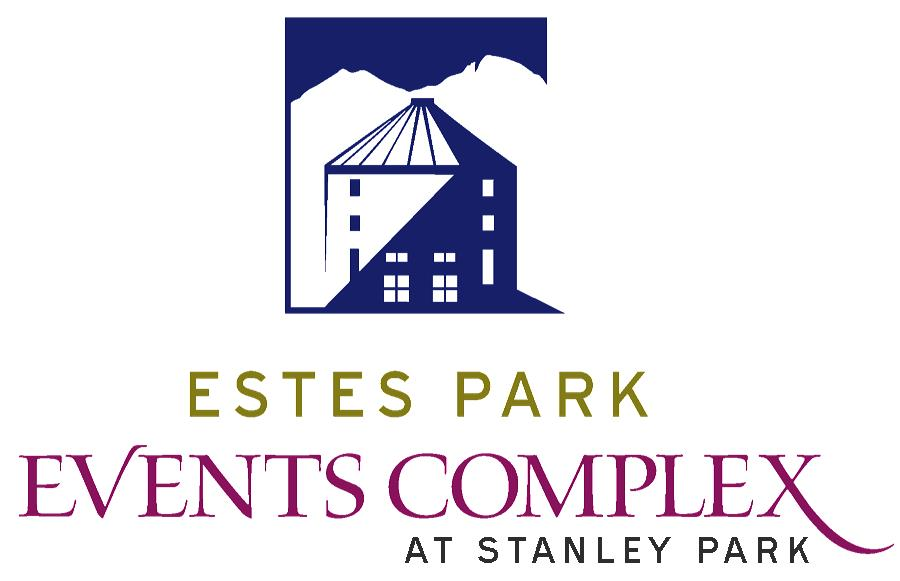 ESTES PARK
EVENTS COMPLEX
AT STANLEY PARK